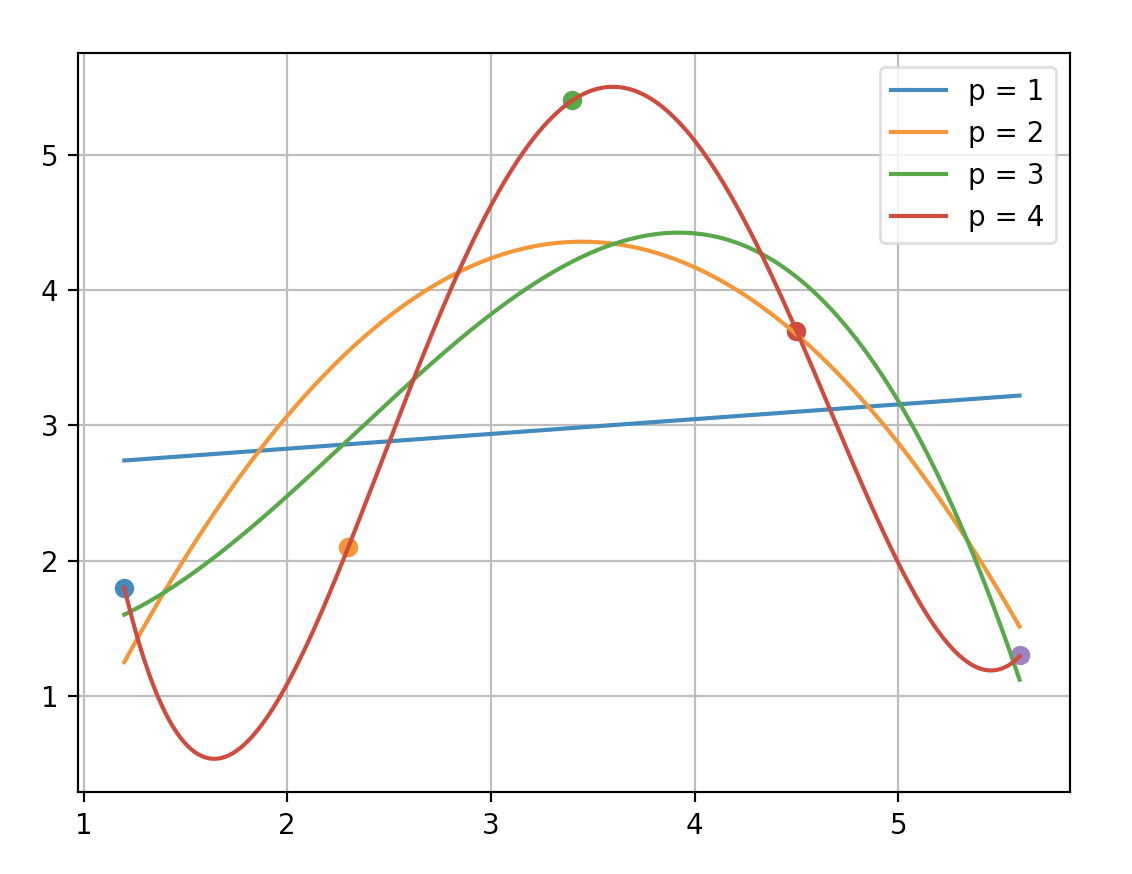 p = 1
p = 2
p = 3
p = 4
5
4
3
2
1
1 2 3 4 5